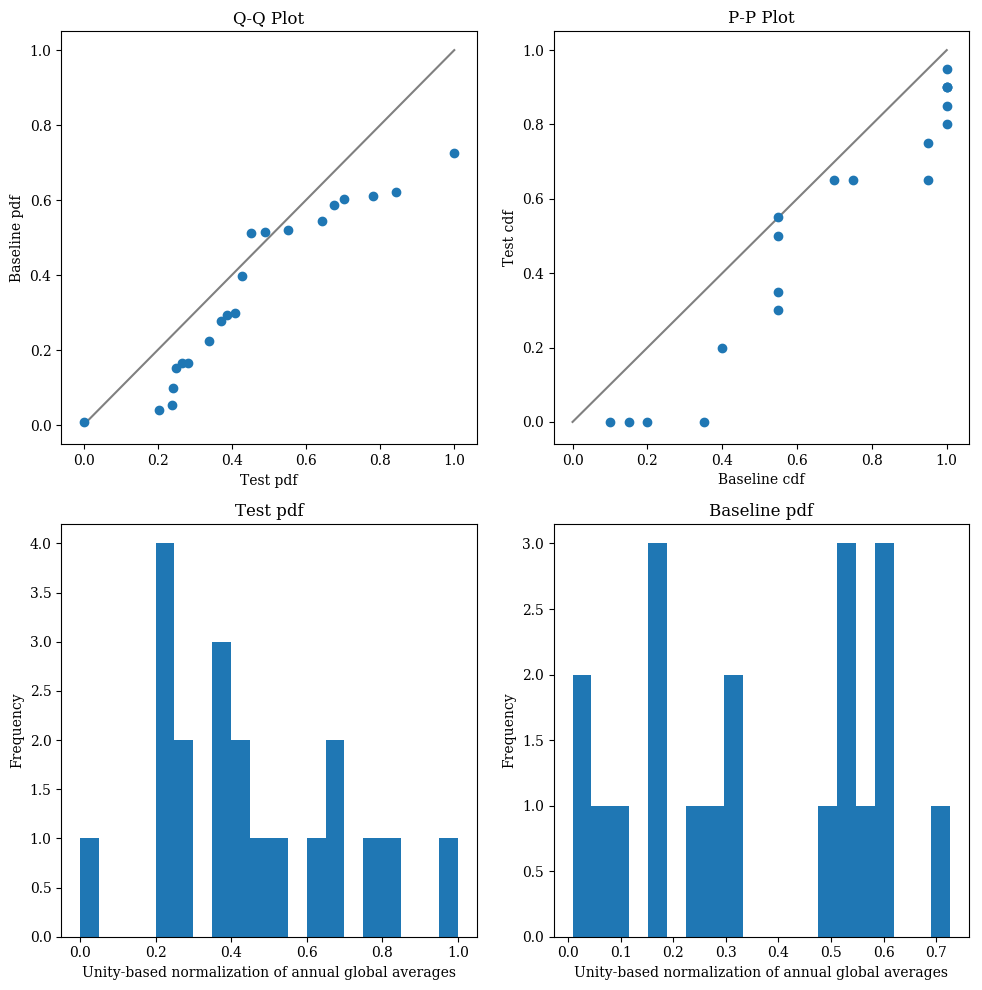 Q-Q Plot
1.0
0.8
0.6
0.4
0.2
0.0
Baseline pdf
0.0 0.2 0.4 0.6 0.8 1.0
Test pdf
P-P Plot
1.0
0.8
0.6
0.4
0.2
0.0
Test cdf
0.0 0.2 0.4 0.6 0.8 1.0
Baseline cdf
Test pdf
4.0
3.5
3.0
2.5
2.0
1.5
1.0
0.5
0.0
Frequency
0.0 0.2 0.4 0.6 0.8 1.0
Unity-based normalization of annual global averages
Baseline pdf
3.0
2.5
2.0
1.5
1.0
0.5
0.0
Frequency
0.0 0.1 0.2 0.3 0.4 0.5 0.6 0.7
Unity-based normalization of annual global averages